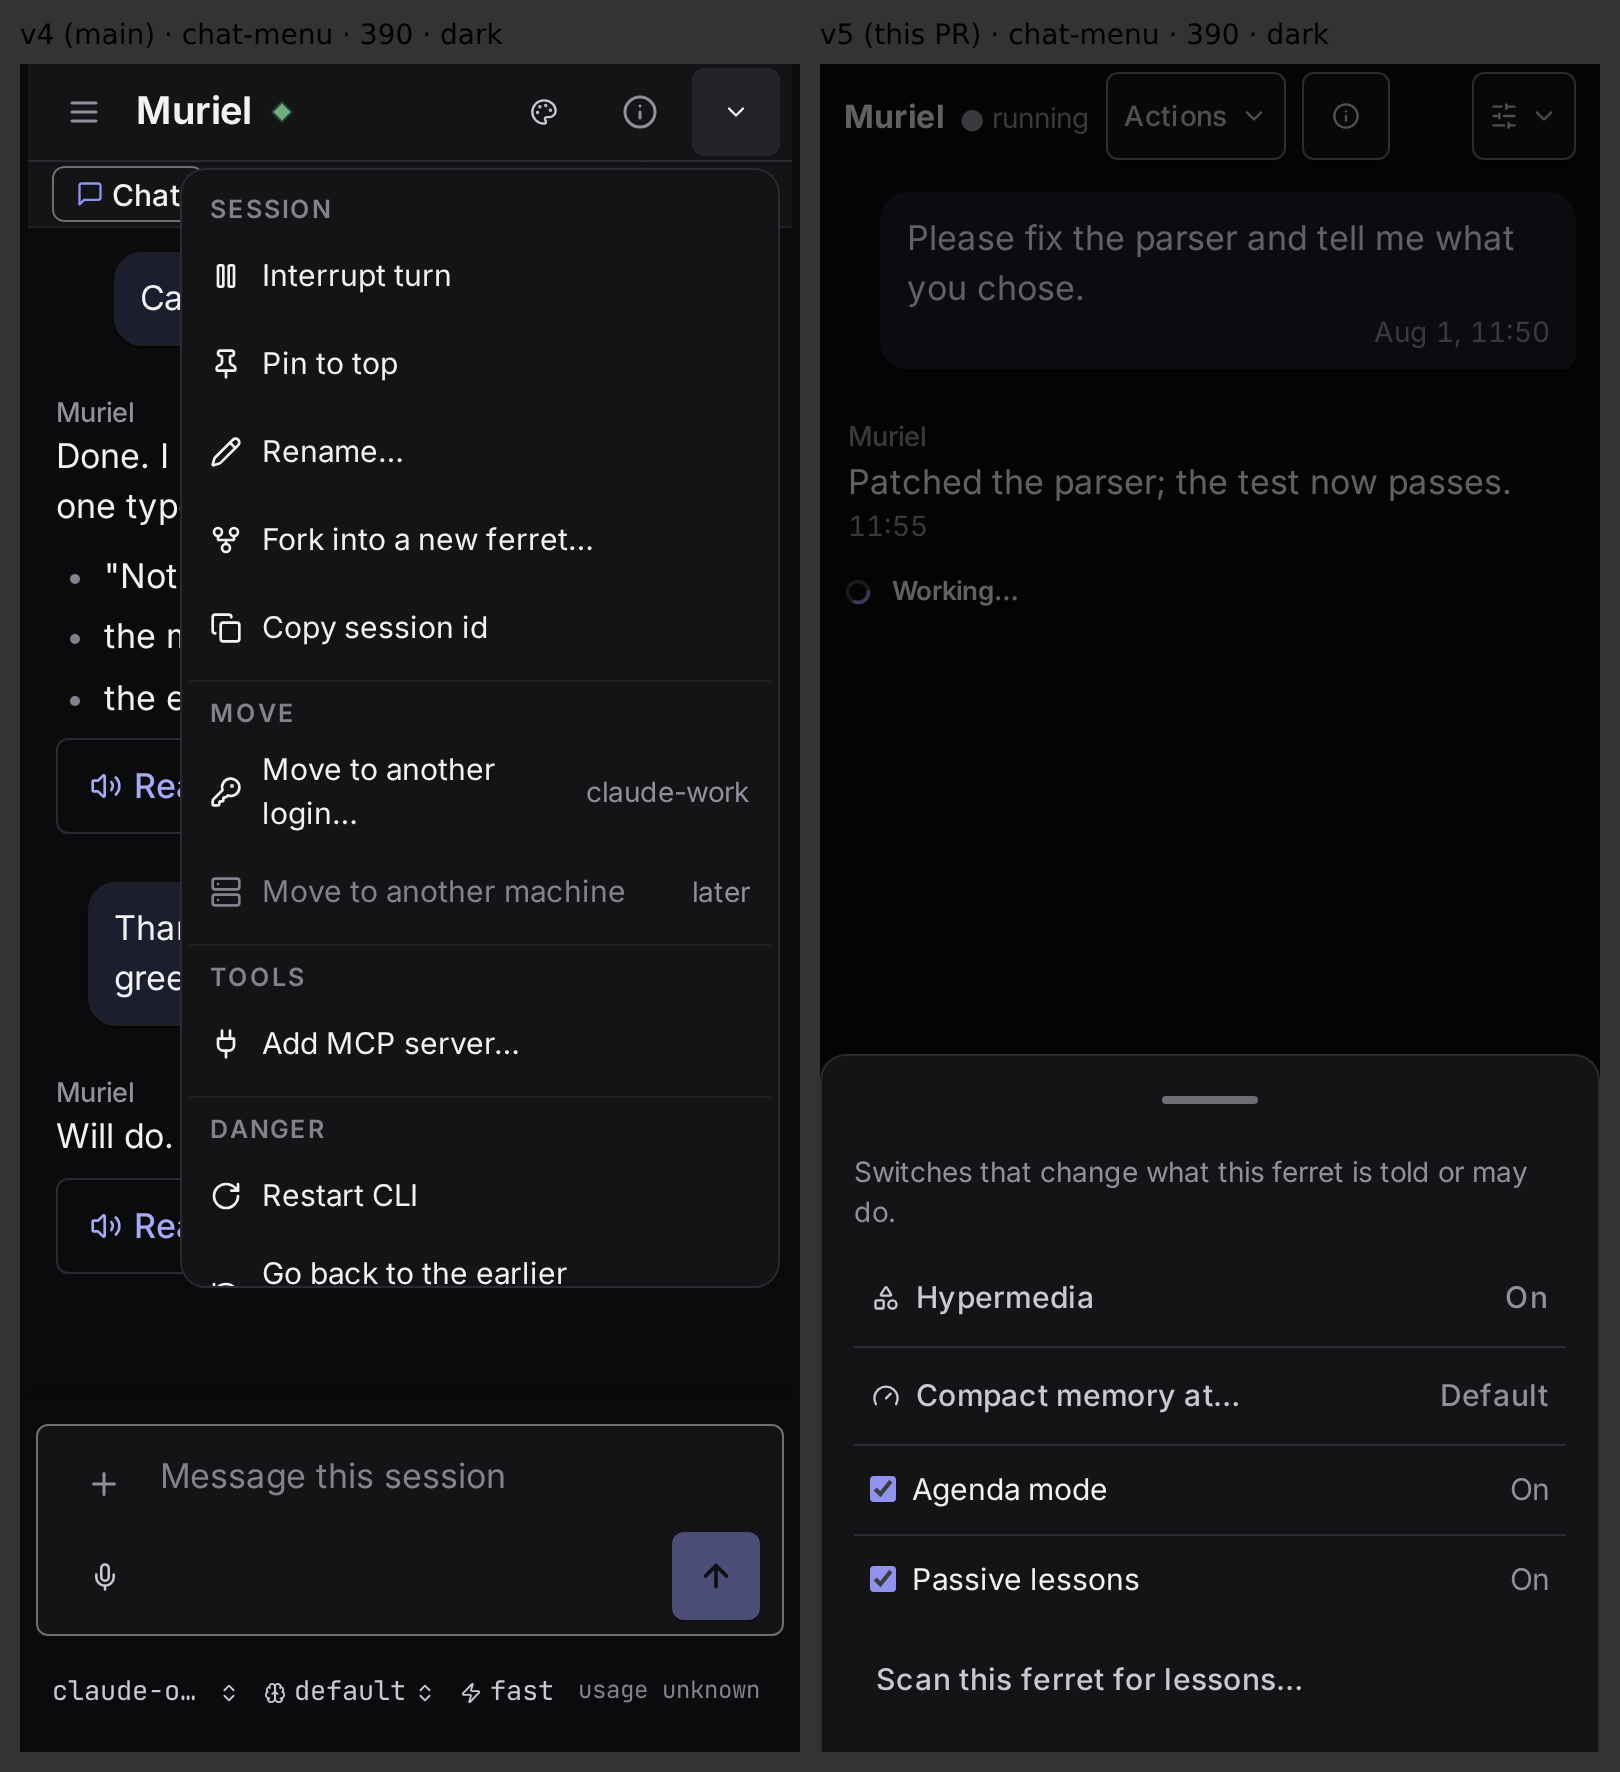 v4 (main) · chat-menu · 390 · dark
Muriel
Chat
SESSION
Interrupt turn
Pin to top
Rename...
Fork into a new ferret...
Copy session id
MOVE
Move to another
login...
claude-work
Move to another machine
later
TOOLS
Add MCP server...
DANGER
Restart CLI
Go back to the earlier
Ca
Muriel
Done. I
one typ
"Not
the
the e
Rea
Than
gree
Muriel
Will do.
Rea
Message this session
claude-o…
default
fast
usage unknown
v5 (this PR) · chat-menu · 390 · dark
Muriel
running
Actions
Please fix the parser and tell me what
you chose.
Aug 1, 11:50
Muriel
Patched the parser; the test now passes.
11:55
Working...
Switches that change what this ferret is told or may
do.
Hypermedia
On
Compact memory at...
Default
Agenda mode
On
Passive lessons
On
Scan this ferret for lessons...